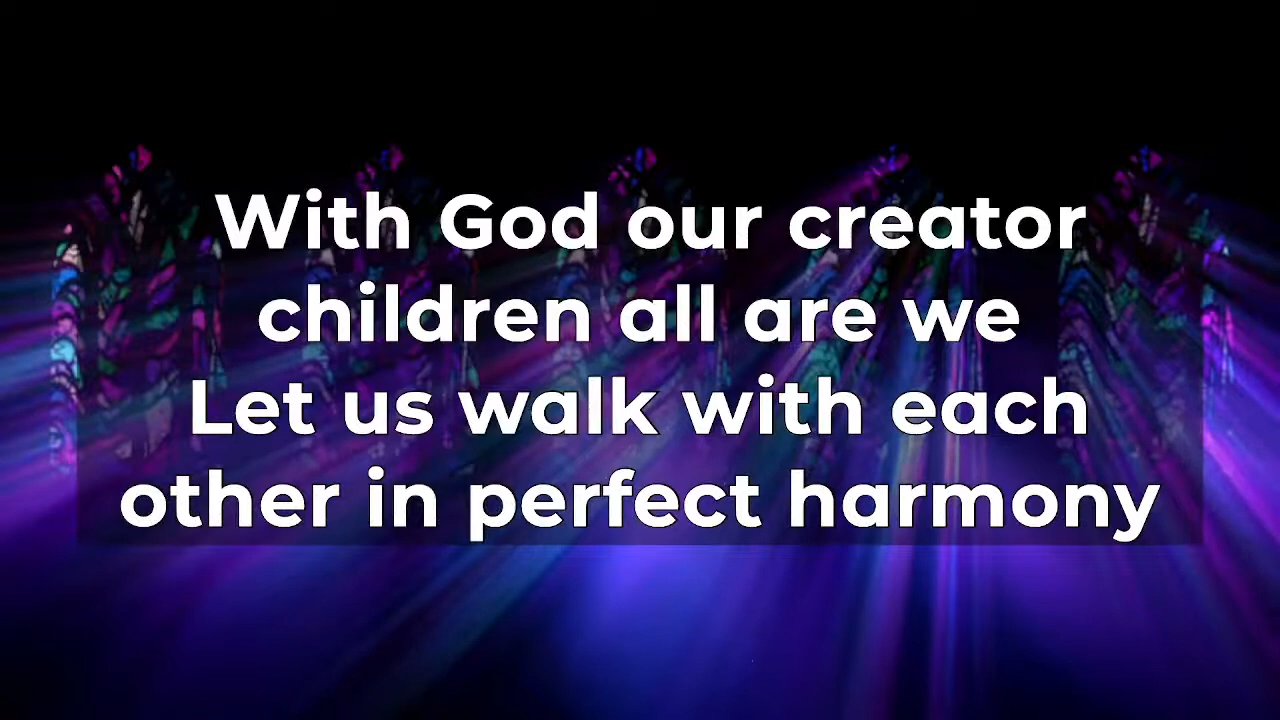 With God our creator
children all are we
Let us walk with each
other in perfect harmony